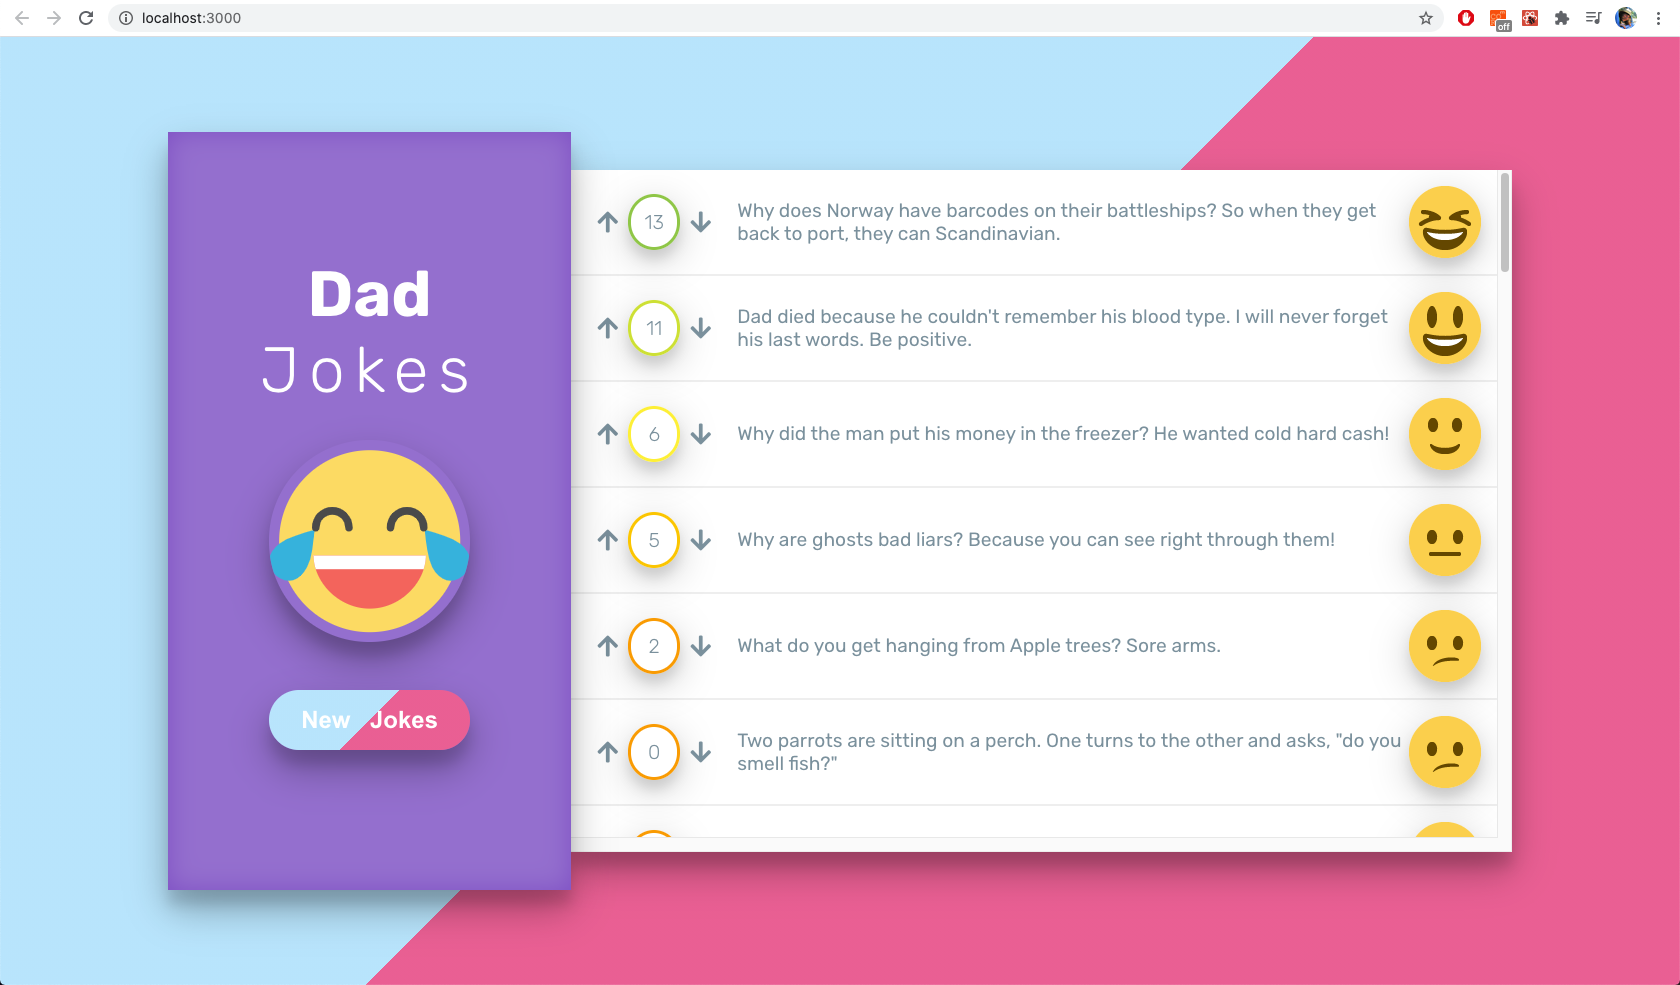 localhost:3000
off
Dad
Jokes
New Jokes
13
Why does Norway have barcodes on their battleships? So when they get
back to port, they can Scandinavian.
11
Dad died because he couldn't remember his blood type. I will never forget
his last words. Be positive.
6
Why did the man put his money in the freezer? He wanted cold hard cash!
5
Why are ghosts bad liars? Because you can see right through them!
2
What do you get hanging from Apple trees? Sore arms.
0
Two parrots are sitting on a perch. One turns to the other and asks, "do you
smell fish?"